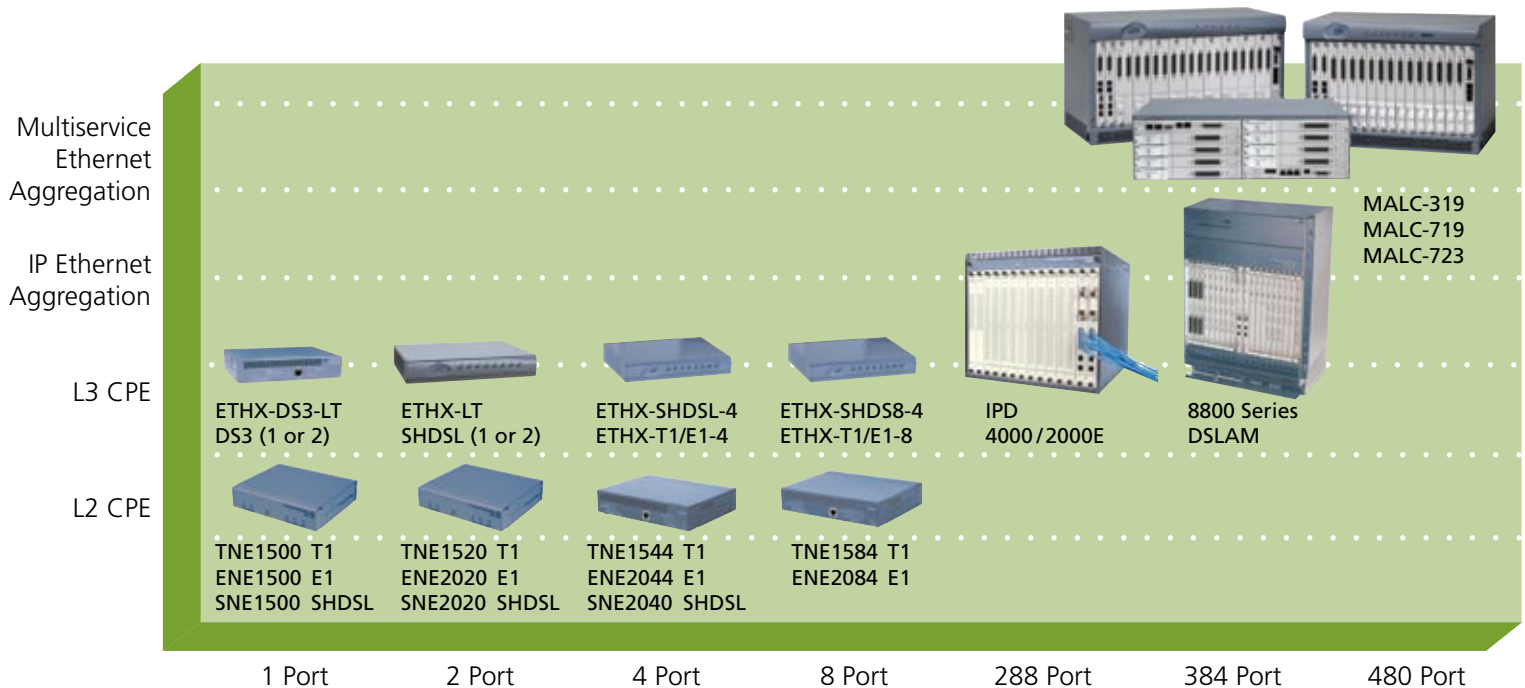 Multiservice
Ethernet
Aggregation
MALC-319
MALC-719
MALC-723
IP Ethernet
Aggregation
L3 CPE
ETHX-DS3-LT
DS3 (1 or 2)
ETHX-LT
SHDSL (1 or 2)
ETHX-SHDSL-4
ETHX-T1/E1-4
ETHX-SHDS8-4
ETHX-T1/E1-8
IPD
4000/2000E
8800 Series
DSLAM
L2 CPE
TNE1500 T1
ENE1500 E1
SNE1500 SHDSL
TNE1520 T1
ENE2020 E1
SNE2020 SHDSL
TNE1544 T1
ENE2044 E1
SNE2040 SHDSL
TNE1584 T1
ENE2084 E1
1 Port
2 Port
4 Port
8 Port
288 Port
384 Port
480 Port